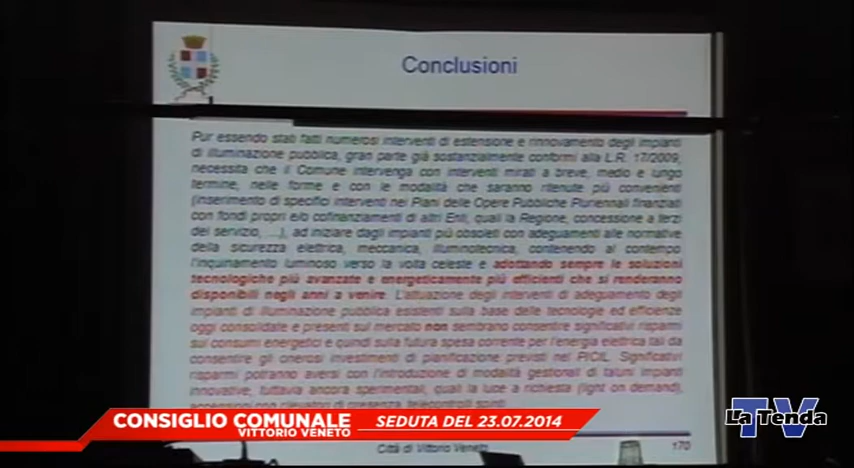 Conclusioni
Pur essendo stati fatti numerosi interventi di estensione e rinnovamento degli impianti
di illuminazione pubblica, gran parte già sostanzialmente conformi alla L.R. 17/2009,
necessita che il Comune intervenga con interventi mirati a breve, medio e lungo
termine, nelle forme e con le modalità che saranno ritenute più convenienti
(inserimento di specifici interventi nei Piani delle Opere Pubbliche Pluriennali finanziati
con fondi propri e/o cofinanziamenti di altri Enti, quali la Regione, concessione a terzi
del servizio, ...), ad iniziare dagli impianti più obsoleti con adeguamenti alle normative
della sicurezza elettrica, meccanica, illuminotecnica, contenendo al contempo
l'inquinamento luminoso verso la volta celeste e adottando sempre le soluzioni
tecnologiche più avanzate e energeticamente più efficienti che si renderanno
disponibili negli anni a venire. L'attuazione degli interventi di adeguamento degli
impianti di illuminazione pubblica esistenti sulla base delle tecnologie ed efficienze
oggi consolidate e presenti sul mercato non sembrano consentire significativi risparmi
sui consumi energetici e quindi sulla futura spesa corrente per l'energia elettrica tali da
consentire gli onerosi investimenti di pianificazione previsti nel PICIL. Significativi
risparmi potranno aversi con l'introduzione di modalità gestionali di taluni impianti
innovative, tuttavia ancora sperimentali, quali la luce a richiesta (light on demand),
CONSIGLIO COMUNALE
VITTORIO VENETO
SEDUTA DEL 23.07.2014
TV
La Tenda
Città di Vittorio Veneto
170